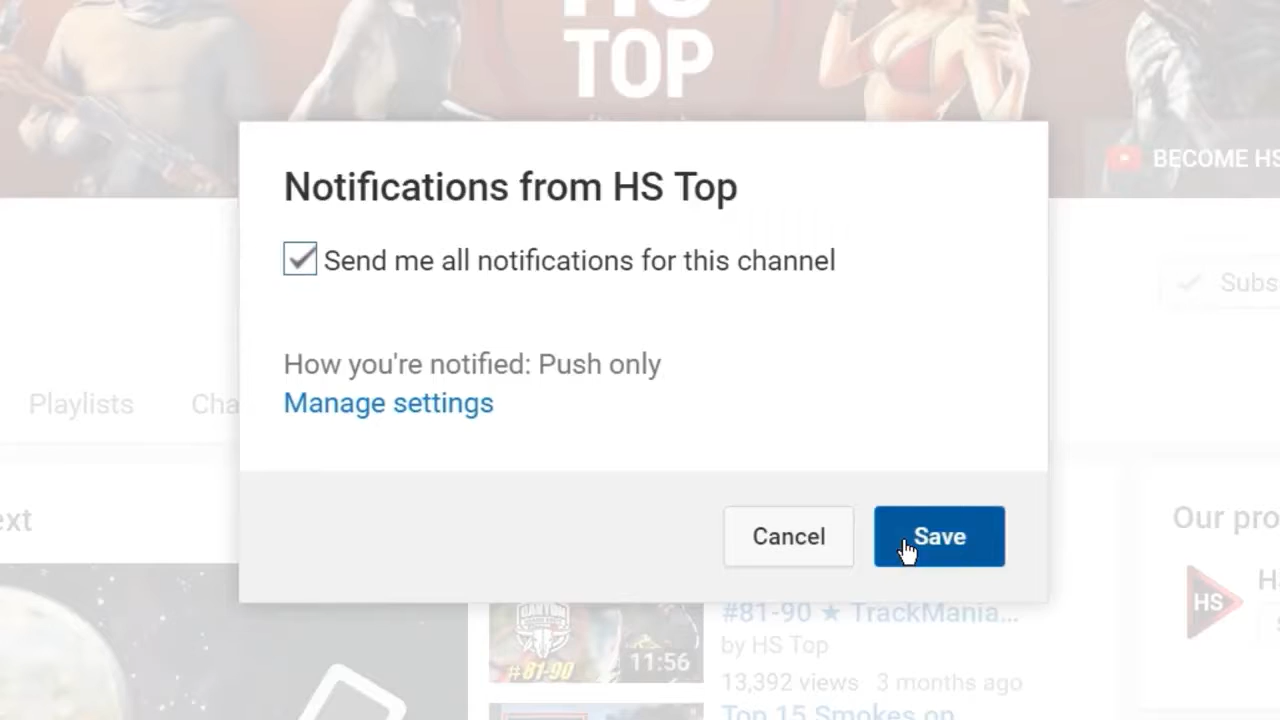 TOP
BECOME HS
Notifications from HS Top
Send me all notifications for this channel
Subs
How you're notified: Push only
Manage settings
Playlists Cha
ext
Our pro
Cancel
Save
HS
#81-90 ★ TrackMania...
by HS Top
#81-90
11:56
13,392 views 3 months ago
Top 15 Smokes on